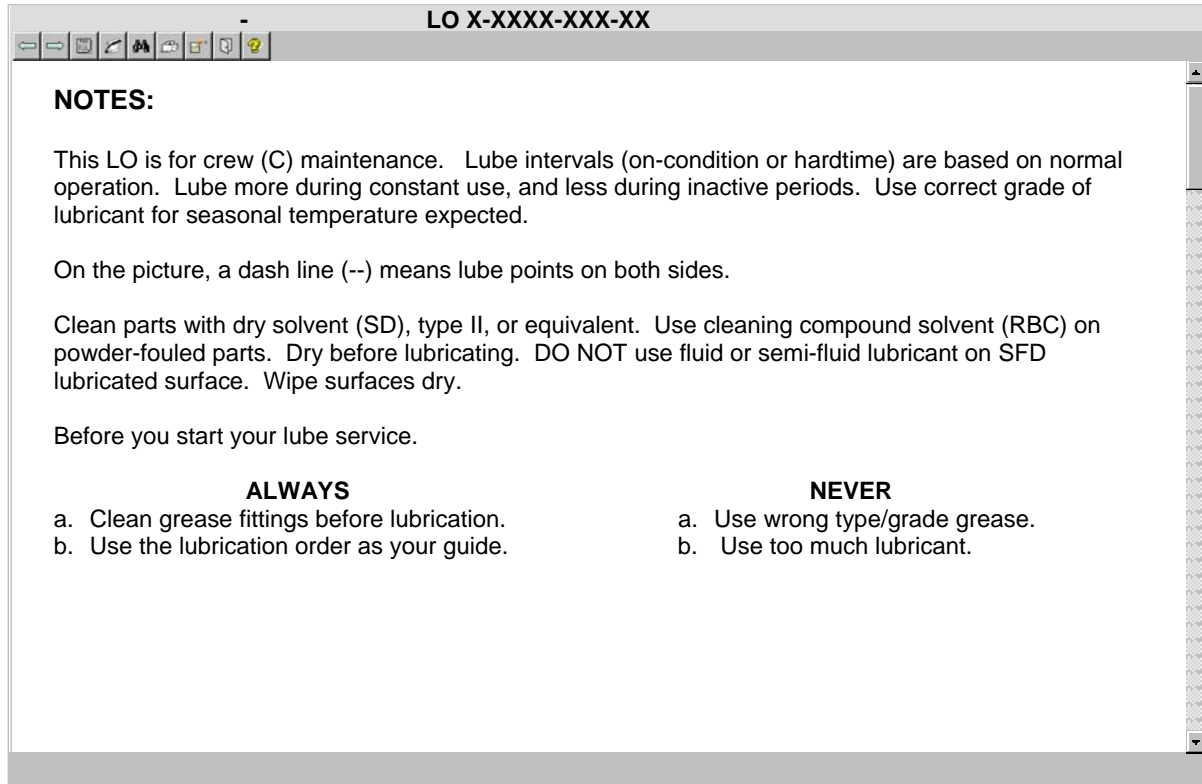 - LO X-XXXX-XXX-XX
NOTES:
This LO is for crew (C) maintenance. Lube intervals (on-condition or hardtime) are based on normal
operation. Lube more during constant use, and less during inactive periods. Use correct grade of
lubricant for seasonal temperature expected.
On the picture, a dash line (--) means lube points on both sides.
Clean parts with dry solvent (SD), type II, or equivalent. Use cleaning compound solvent (RBC) on
powder-fouled parts. Dry before lubricating. DO NOT use fluid or semi-fluid lubricant on SFD
lubricated surface. Wipe surfaces dry.
Before you start your lube service.
ALWAYS
a. Clean grease fittings before lubrication.
b. Use the lubrication order as your guide.
NEVER
a. Use wrong type/grade grease.
b. Use too much lubricant.